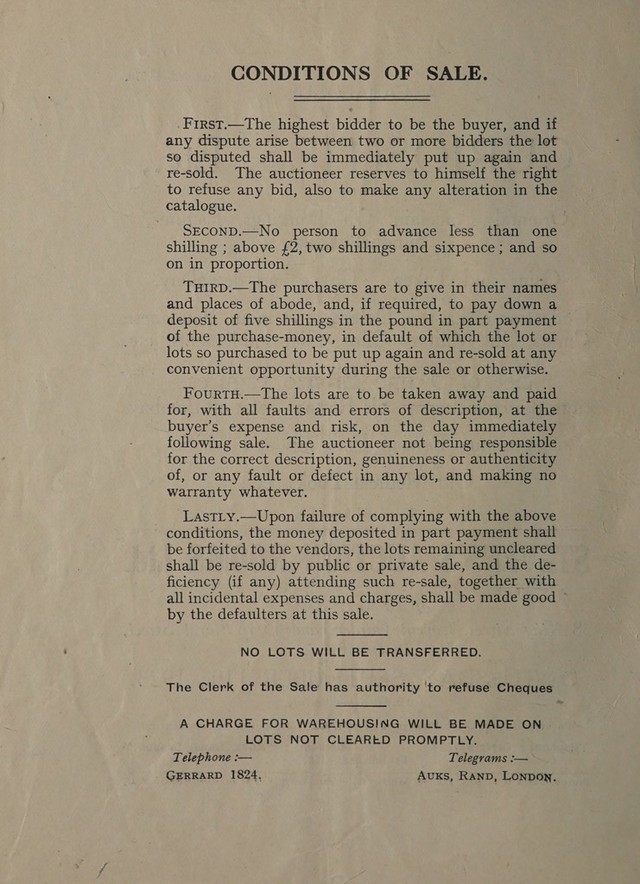 CONDITIONS OF SALE.
FIRST.—The highest bidder to be the buyer, and if
any dispute arise between two or more bidders the lot
so disputed shall be immediately put up again and
re-sold. The auctioneer reserves to himself the right
to refuse any bid, also to make any alteration in the
catalogue.
SECOND.—No person to advance less than one
shilling ; above £2, two shillings and sixpence ; and so
on in proportion.
THIRD.—The purchasers are to give in their names
and places of abode, and, if required, to pay down a
deposit of five shillings in the pound in part payment
of the purchase-money, in default of which the lot or
lots so purchased to be put up again and re-sold at any
convenient opportunity during the sale or otherwise.
FOURTH.—The lots are to be taken away and paid
for, with all faults and errors of description, at the
buyer's expense and risk, on the day immediately
following sale. The auctioneer not being responsible
for the correct description, genuineness or authenticity
of, or any fault or defect in any lot, and making no
warranty whatever.
LASTLY.—Upon failure of complying with the above
conditions, the money deposited in part payment shall
be forfeited to the vendors, the lots remaining uncleared
shall be re-sold by public or private sale, and the de-
ficiency (if any) attending such re-sale, together with
all incidental expenses and charges, shall be made good
by the defaulters at this sale.
NO LOTS WILL BE TRANSFERRED.
The Clerk of the Sale has authority to refuse Cheques
A CHARGE FOR WAREHOUSING WILL BE MADE ON
LOTS NOT CLEARED PROMPTLY.
Telephone :— Telegrams :—
GERRARD 1824. AUKS, RAND, LONDON.